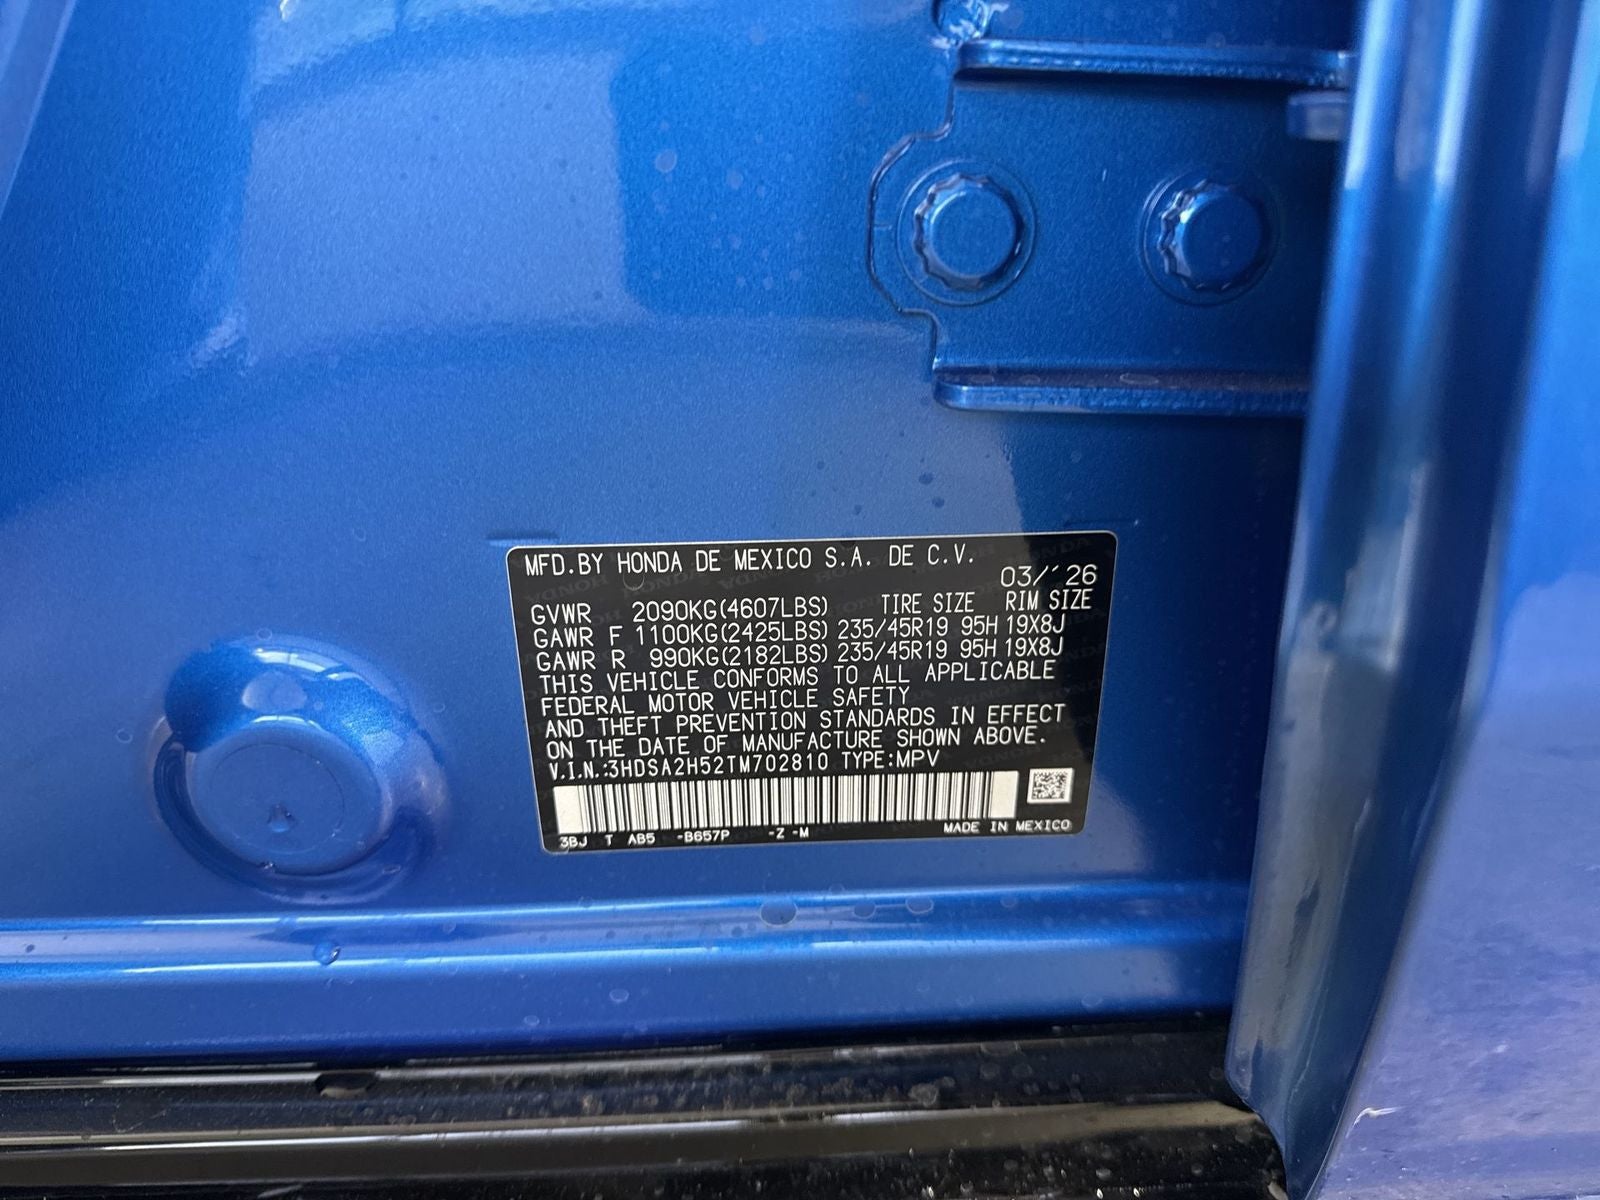 MFD.BY HONDA DE MEXICO S.A. DE C.V.
03/'26
GVWR 2090KG(4607LBS) TIRE SIZE RIM SIZE
GAWR F 1100KG(2425LBS) 235/45R19 95H 19X8J
GAWR R 990KG(2182LBS) 235/45R19 95H 19X8J
THIS VEHICLE CONFORMS TO ALL APPLICABLE
FEDERAL MOTOR VEHICLE SAFETY
AND THEFT PREVENTION STANDARDS IN EFFECT
ON THE DATE OF MANUFACTURE SHOWN ABOVE.
V.I.N.:3HDSA2H52TM702810 TYPE:MPV
3BJ T AB5 -B657P -Z -M MADE IN MEXICO